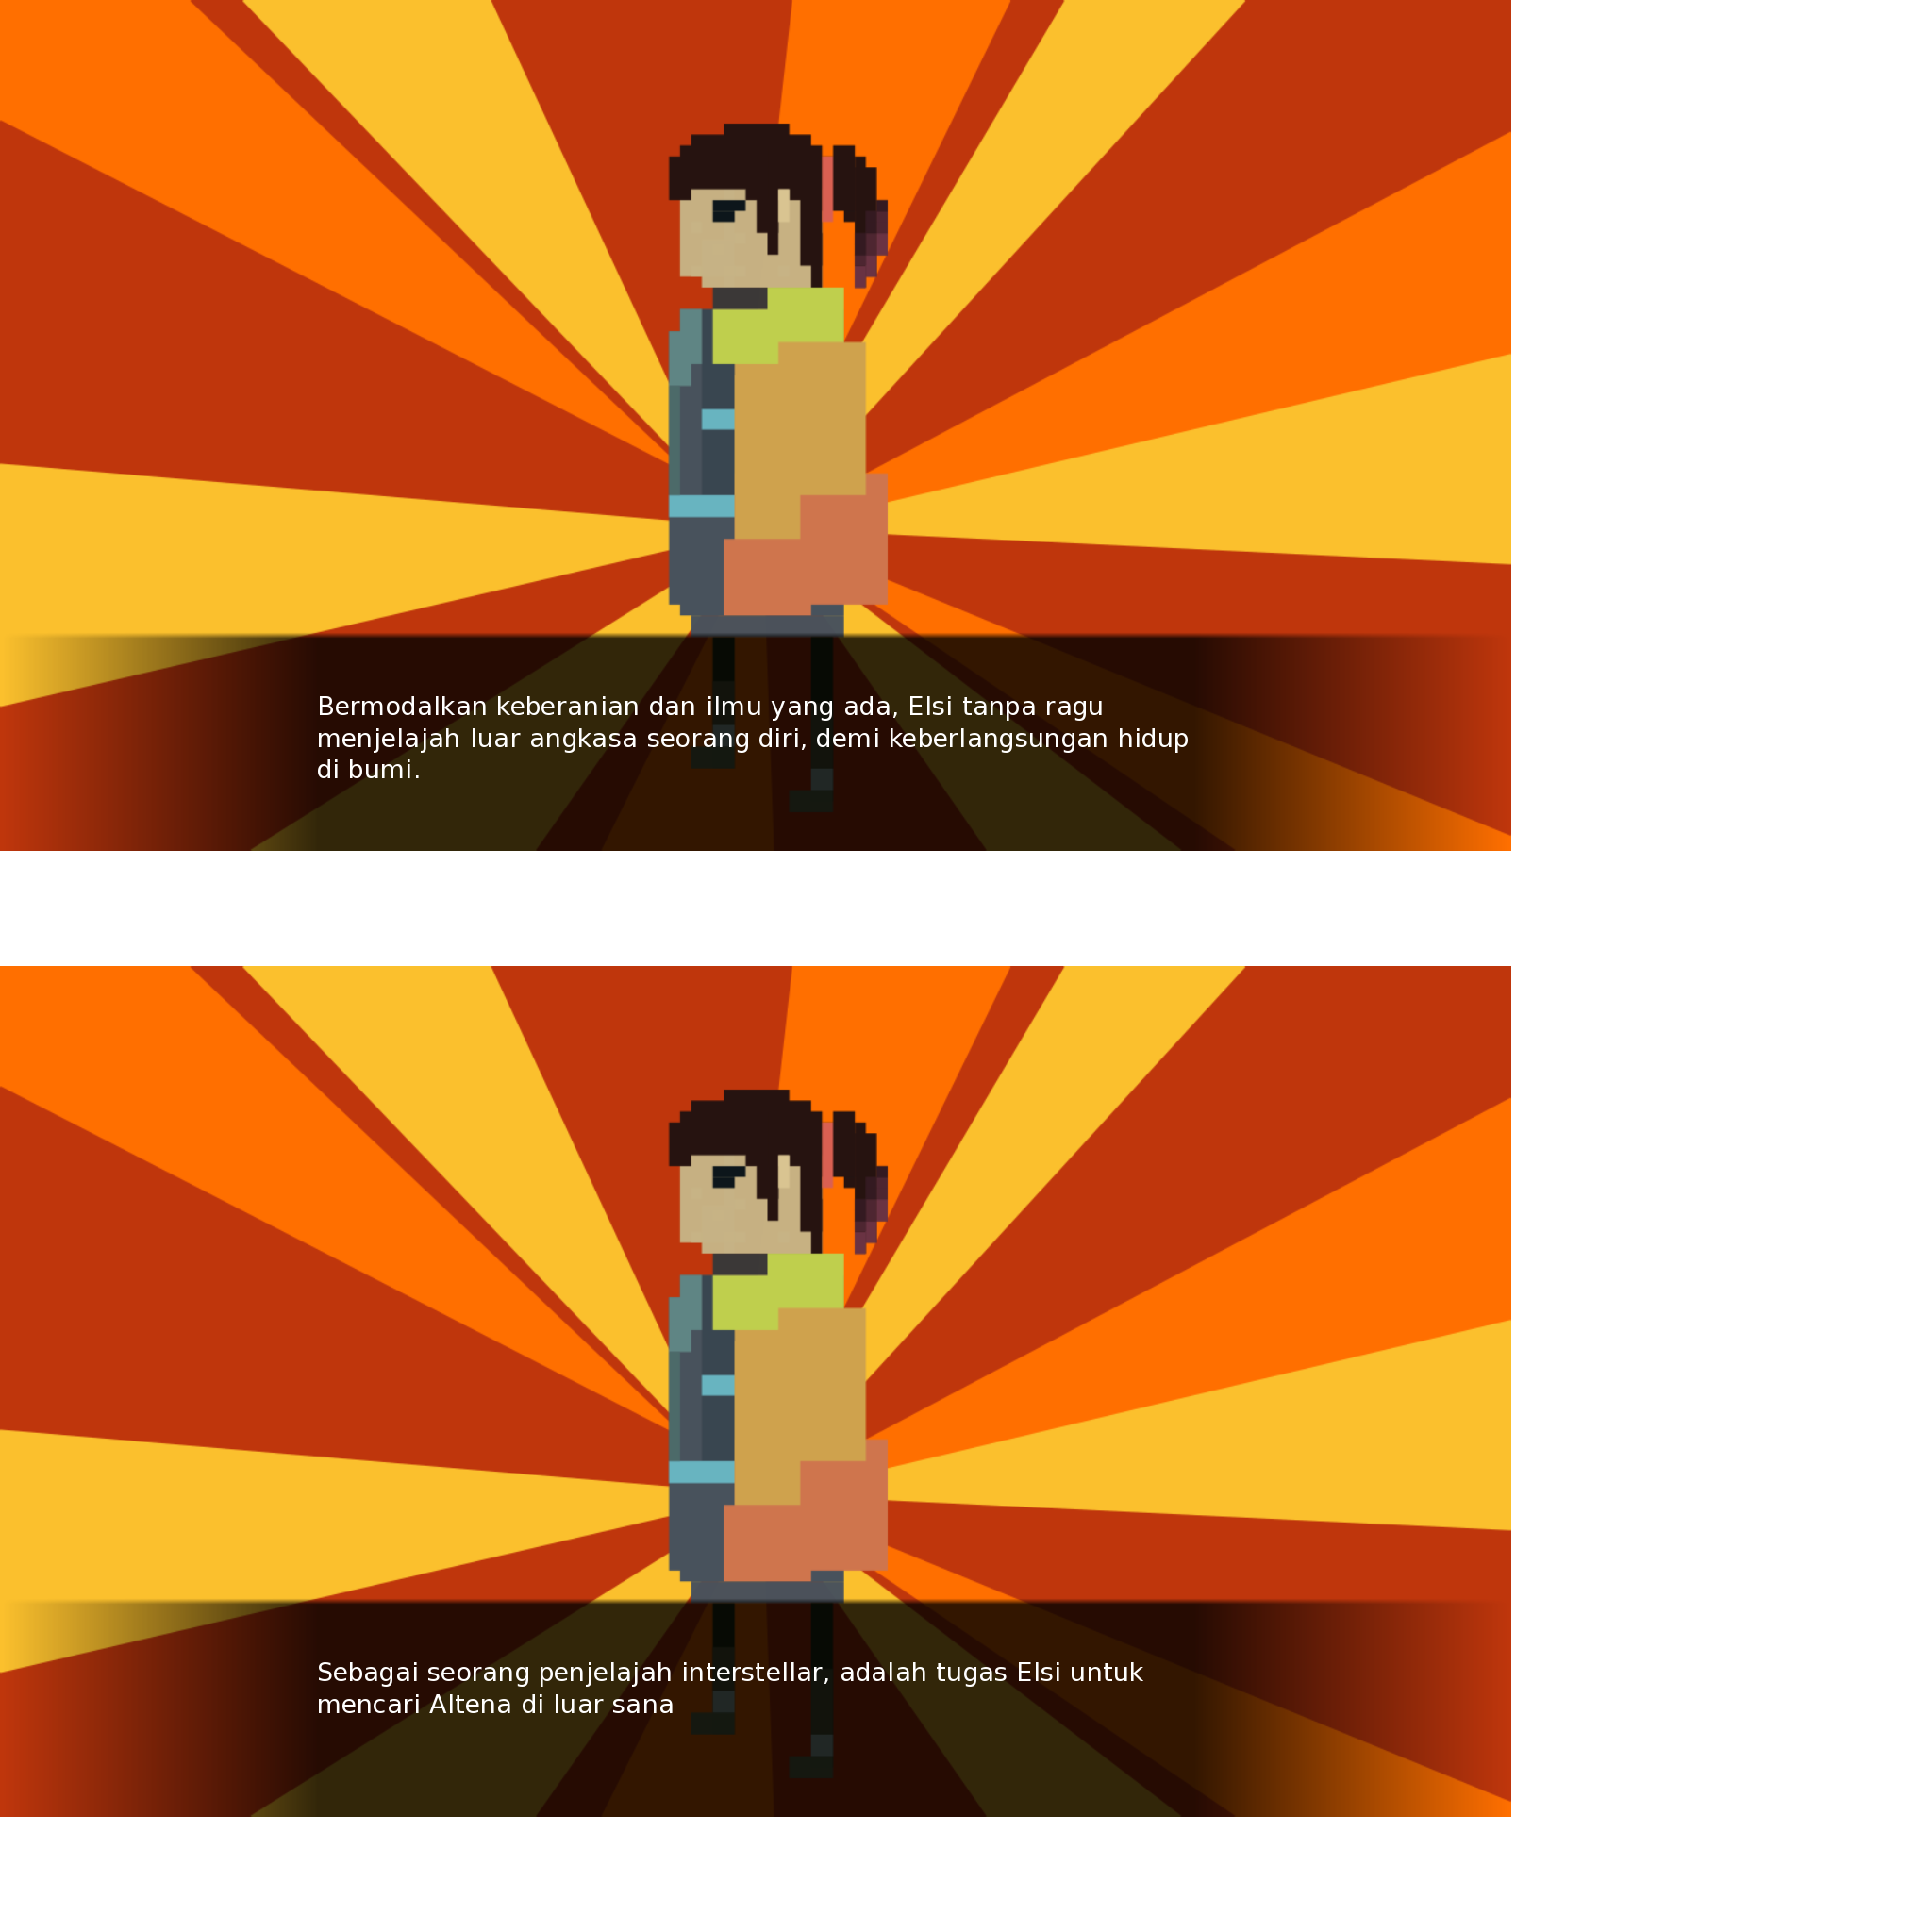 Bermodalkan keberanian dan ilmu yang ada, Elsi tanpa ragu
menjelajah luar angkasa seorang diri, demi keberlangsungan hidup
di bumi.
Sebagai seorang penjelajah interstellar, adalah tugas Elsi untuk
mencari Altena di luar sana